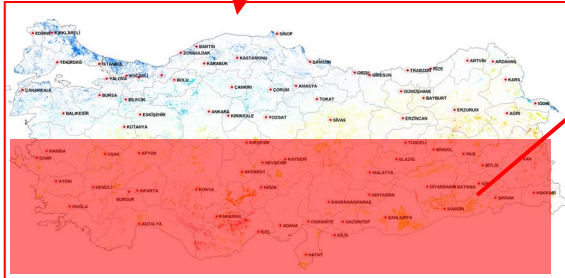 SİNOP
EDİRNE KIRKLARELİ
BARTIN
ZONGULDAK
KASTAMONU
TEKİRDAĞ İSTANBUL KARABÜK SAMSUN ARTVİN ARDAHAN
KOCAELİ ORDU GİRESUN TRABZON RİZE
YALOVA BOLU KARS
ÇANAKKALE ÇANKIRI ÇORUM AMASYA GÜMÜŞHANE
BURSA BİLECİK TOKAT BAYBURT
BALIKESİR ESKİŞEHİR ANKARA ERZURUM IĞDIR
KIRIKKALE YOZGAT SİVAS ERZİNCAN AĞRI
KÜTAHYA
KIRŞEHİR TUNCELİ
MANİSA UŞAK AFYON BİNGÖL MUŞ
İZMİR NEVŞEHİR KAYSERİ ELAZIĞ BİTLİS VAN
AKSARAY MALATYA
AYDIN DENİZLİ ISPARTA KONYA NİĞDE DİYARBAKIR BATMAN
BURDUR ADIYAMAN ŞIRNAK HAKKARİ
MUĞLA KAHRAMANMARAŞ MARDİN
ANTALYA KARAMAN OSMANİYE GAZİANTEP ŞANLIURFA
İÇEL ADANA
KİLİS
HATAY